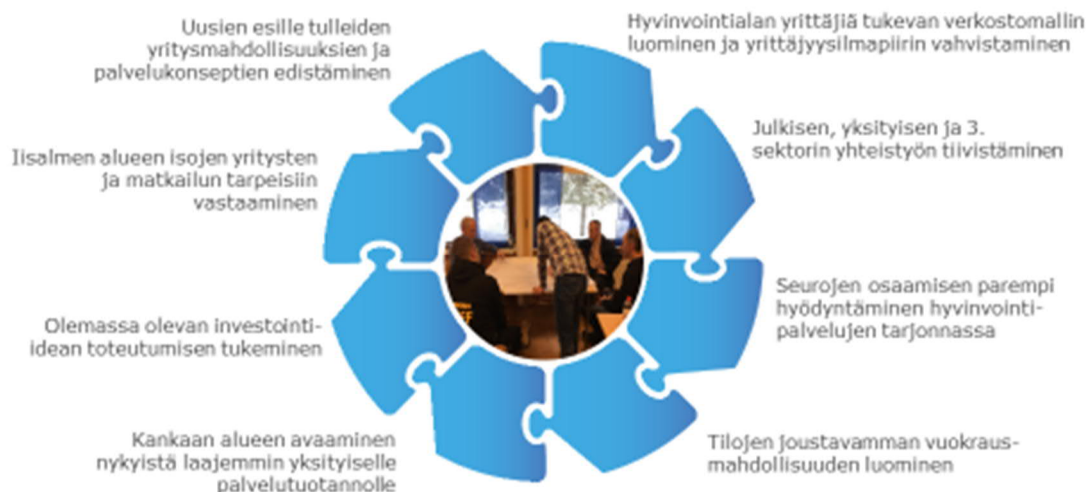 Uusien esille tulleiden
yritysmahdollisuuksien ja
palvelukonseptien edistäminen
Hyvinvointialan yrittäjiä tukevan verkostomallin
luominen ja yrittäjyysilmapiirin vahvistaminen
Julkisen, yksityisen ja 3.
sektorin yhteistyön tiivistäminen
Iisalmen alueen isojen yritysten
ja matkailun tarpeisiin
vastaaminen
Seurojen osaamisen parempi
hyödyntäminen hyvinvointi-
palvelujen tarjonnassa
Olemassa olevan investointi-
idean toteutumisen tukeminen
Kankaan alueen avaaminen
nykyistä laajemmin yksityiselle
palvelutuotannolle
Tilojen joustavamman vuokraus-
mahdollisuuden luominen